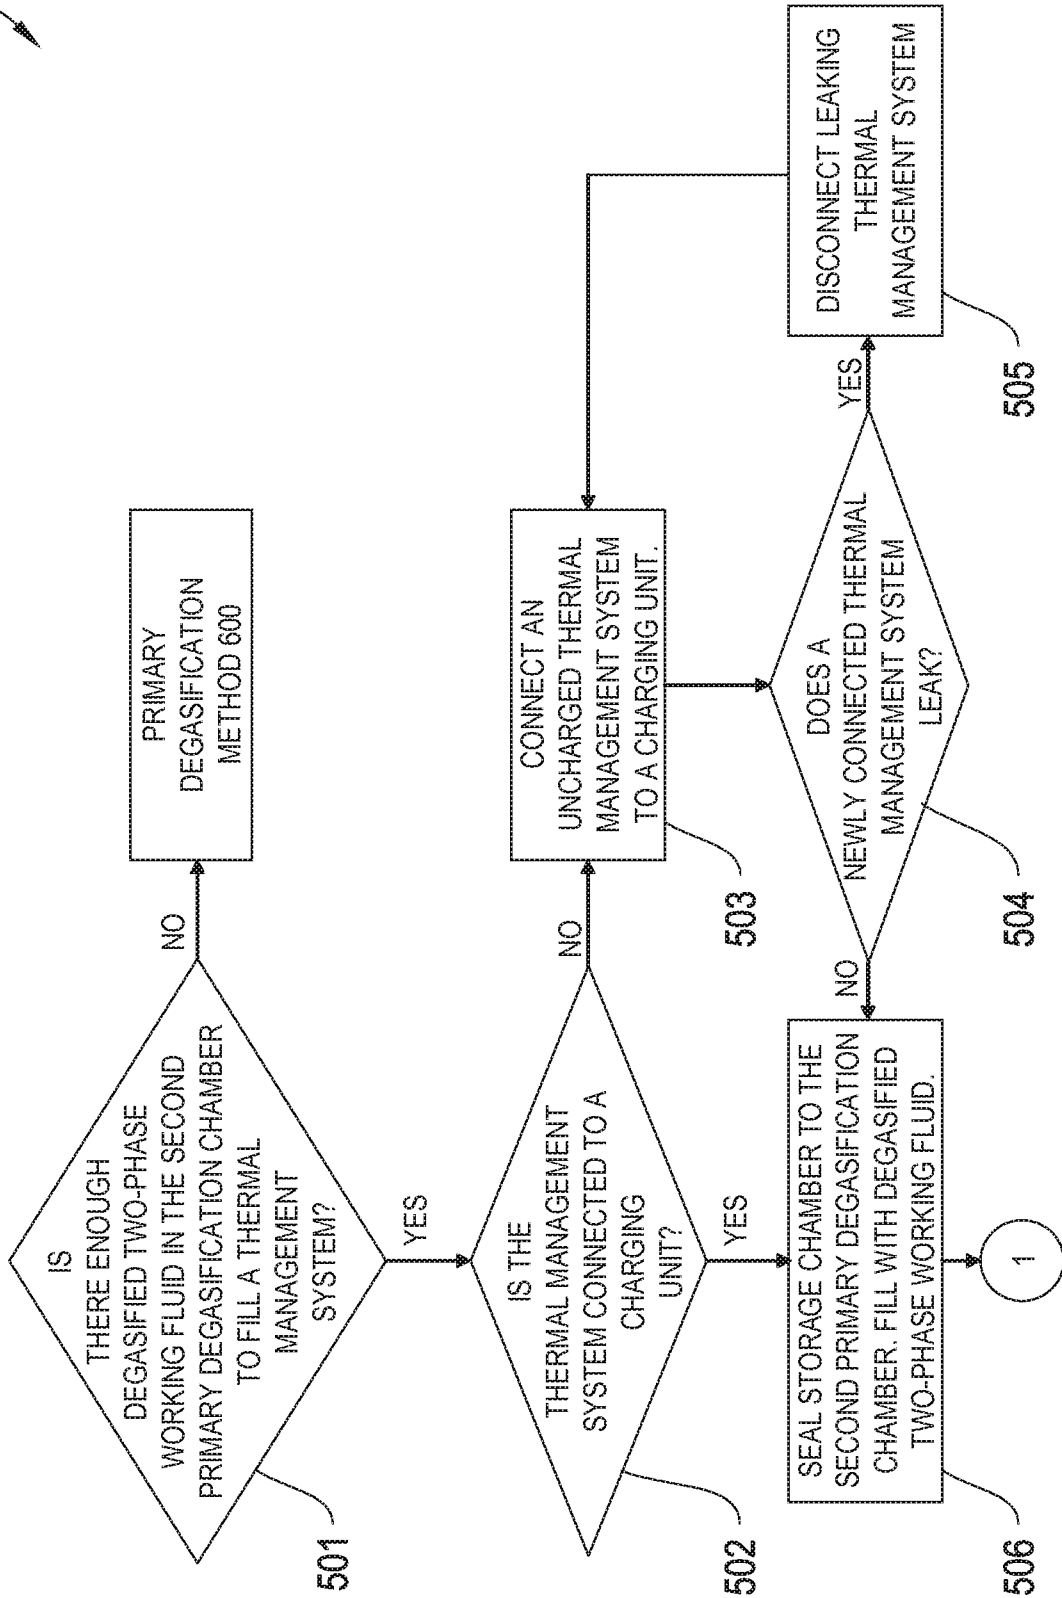 IS
THERE ENOUGH
DEGASIFIED TWO-PHASE
WORKING FLUID IN THE SECOND
PRIMARY DEGASIFICATION CHAMBER
TO FILL A THERMAL
MANAGEMENT
SYSTEM?
501
NO
PRIMARY
DEGASIFICATION
METHOD 600
YES
IS THE
THERMAL MANAGEMENT
SYSTEM CONNECTED TO A
CHARGING
UNIT?
502
NO
CONNECT AN
UNCHARGED THERMAL
MANAGEMENT SYSTEM
TO A CHARGING UNIT.
503
YES
SEAL STORAGE CHAMBER TO THE
SECOND PRIMARY DEGASIFICATION
CHAMBER. FILL WITH DEGASIFIED
TWO-PHASE WORKING FLUID.
506
NO
DOES A
NEWLY CONNECTED THERMAL
MANAGEMENT SYSTEM
LEAK?
504
YES
DISCONNECT LEAKING
THERMAL
MANAGEMENT SYSTEM
505
1